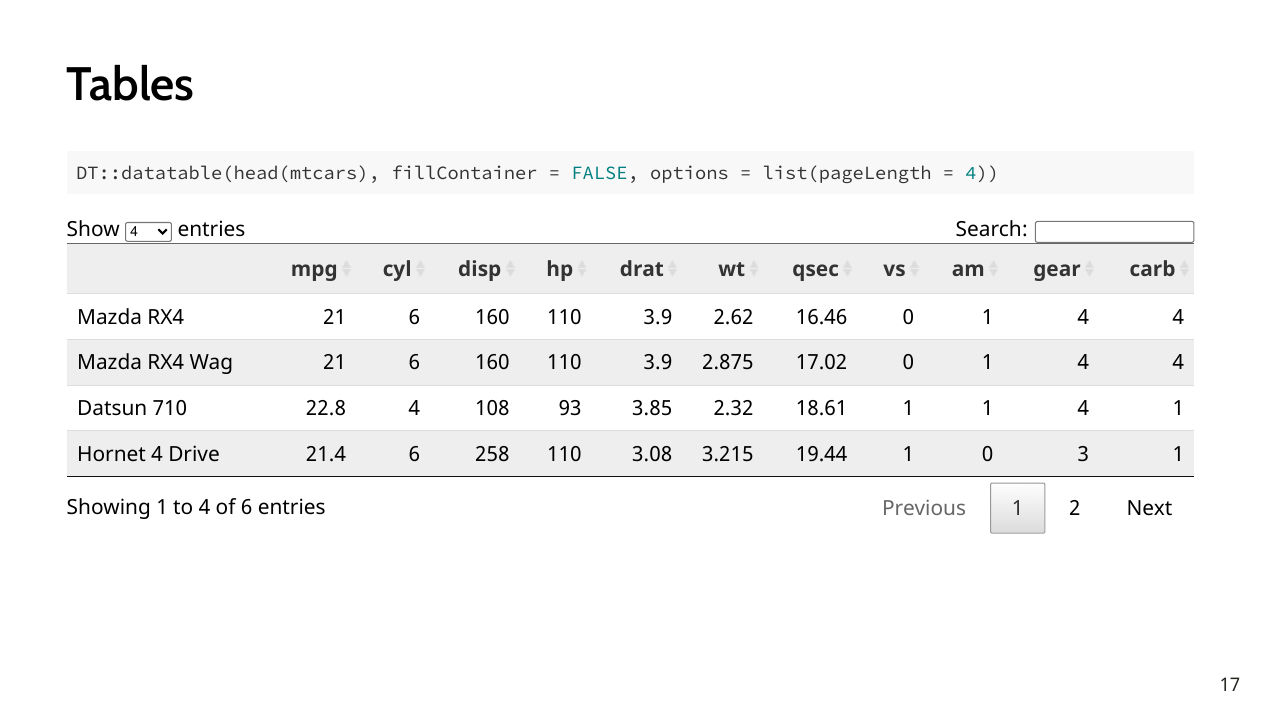 Tables
DT::datatable(head(mtcars), fillContainer = FALSE, options = list(pageLength = 4))
Show 4 entries Search:
mpg cyl disp hp drat wt qsec vs am gear carb
Mazda RX4 21 6 160 110 3.9 2.62 16.46 0 1 4 4
Mazda RX4 Wag 21 6 160 110 3.9 2.875 17.02 0 1 4 4
Datsun 710 22.8 4 108 93 3.85 2.32 18.61 1 1 4 1
Hornet 4 Drive 21.4 6 258 110 3.08 3.215 19.44 1 0 3 1
Showing 1 to 4 of 6 entries Previous 1 2 Next
17